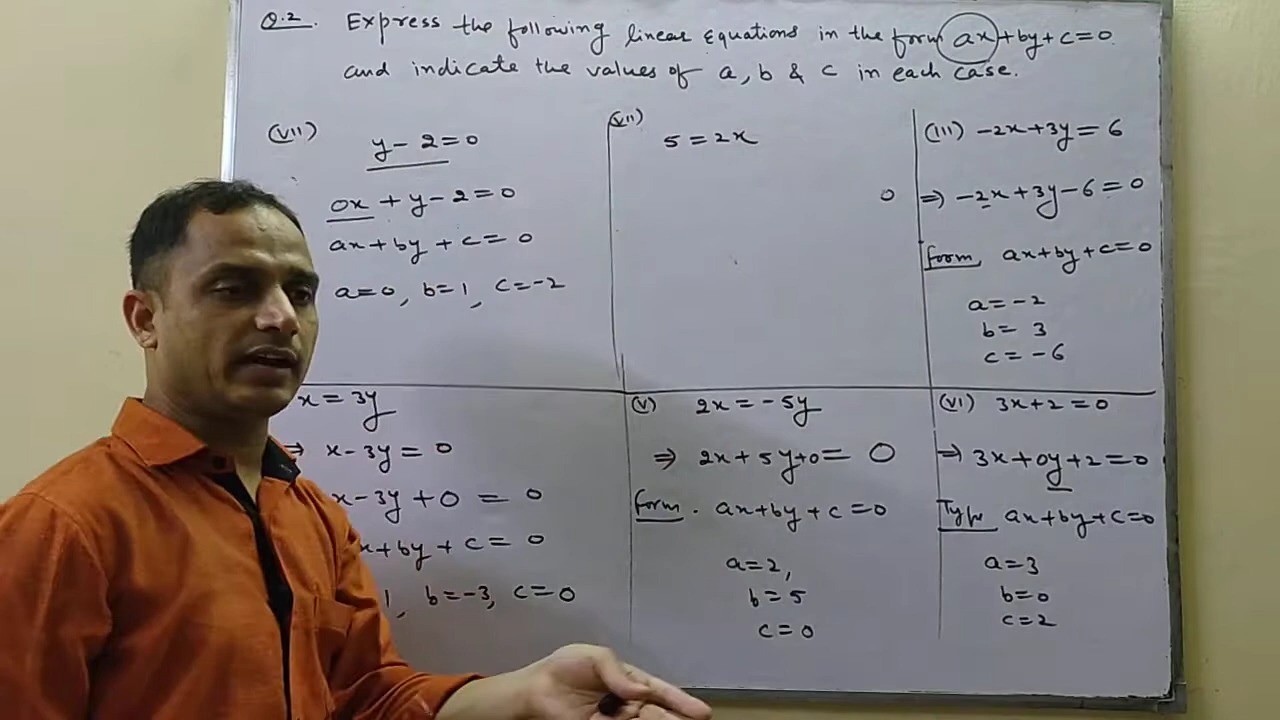 Q.2. Express the following linear Equations in the form ax+by+c=0
and indicate the values of a, b & c in each case.
(VII) y-2=0
0x + y-2=0
ax+by+c=0
a=0, b=1, c=-2
(VII)
5=2x
0
(III) -2x+3y=6
⇒ -2x+3y-6=0
Form, ax+by+c=0
a=-2
b= 3
c=-6
x=3y
⇒ x-3y=0
x-3y+0=0
x+by+c=0
1, b=-3, c=0
(V) 2x=-5y
⇒ 2x+5y+0=0
Form. ax+by+c=0
a=2,
b=5
c=0
(VI) 3x+2=0
⇒ 3x+0y+2=0
Type ax+by+c=0
a=3
b=0
c=2